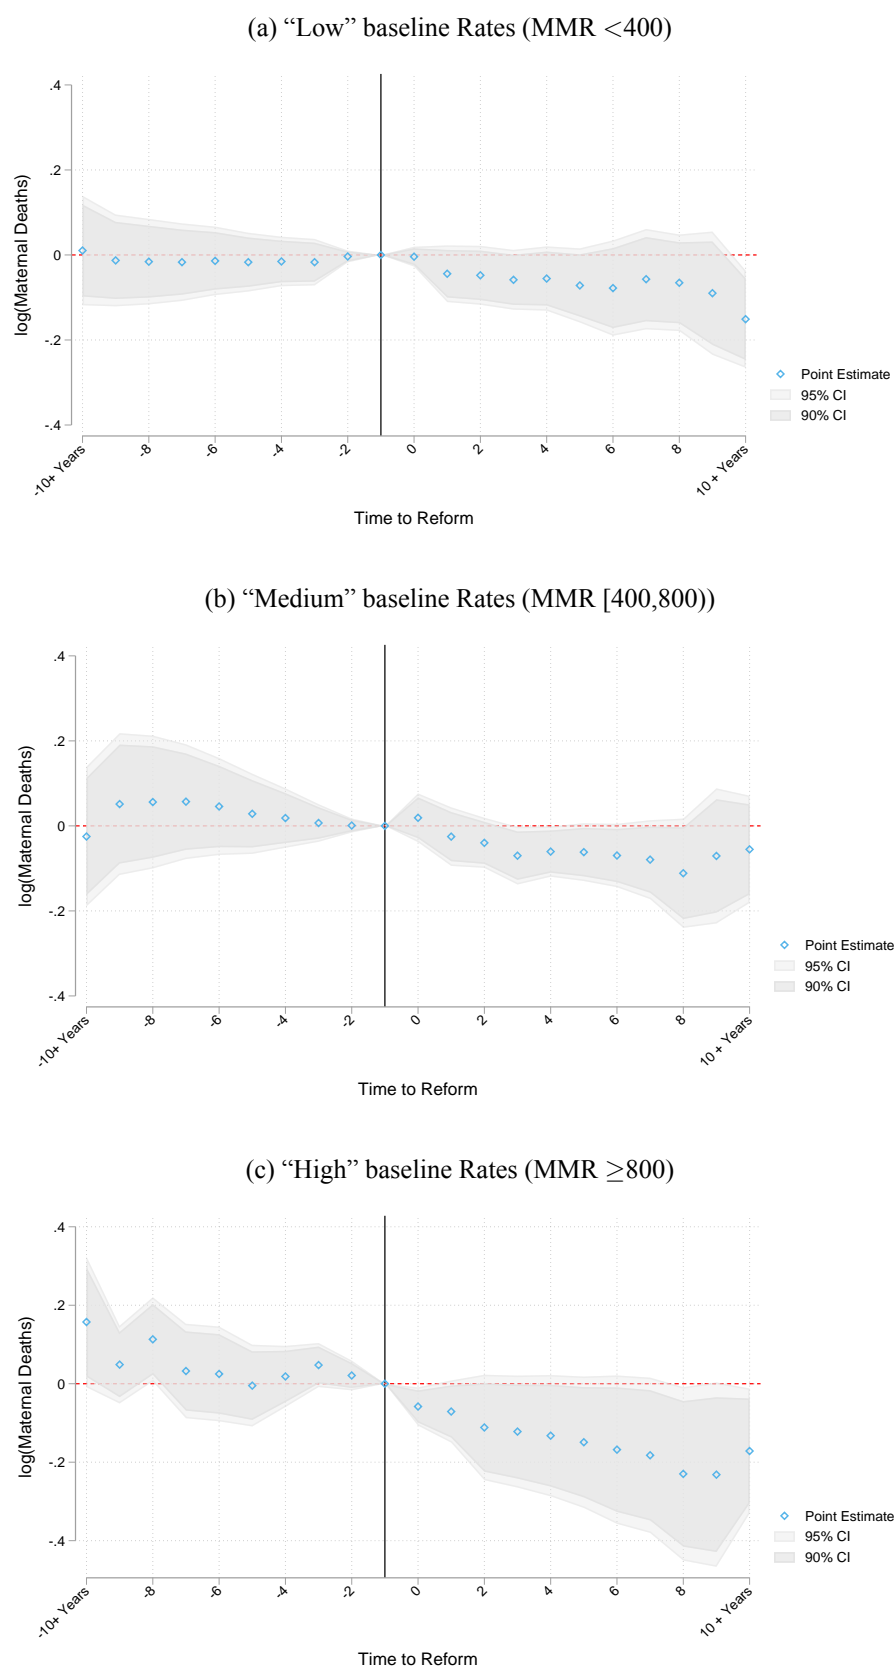 (a) “Low” baseline Rates (MMR <400)
.4
.2
0
-.2
-.4
log(Maternal Deaths)
-10+ Years
-8
-6
-4
-2
0
2
4
6
8
10 + Years
Time to Reform
Point Estimate
95% CI
90% CI
(b) “Medium” baseline Rates (MMR [400,800))
.4
.2
0
-.2
-.4
log(Maternal Deaths)
-10+ Years
-8
-6
-4
-2
0
2
4
6
8
10 + Years
Time to Reform
Point Estimate
95% CI
90% CI
(c) “High” baseline Rates (MMR ≥800)
.4
.2
0
-.2
-.4
log(Maternal Deaths)
-10+ Years
-8
-6
-4
-2
0
2
4
6
8
10 + Years
Time to Reform
Point Estimate
95% CI
90% CI